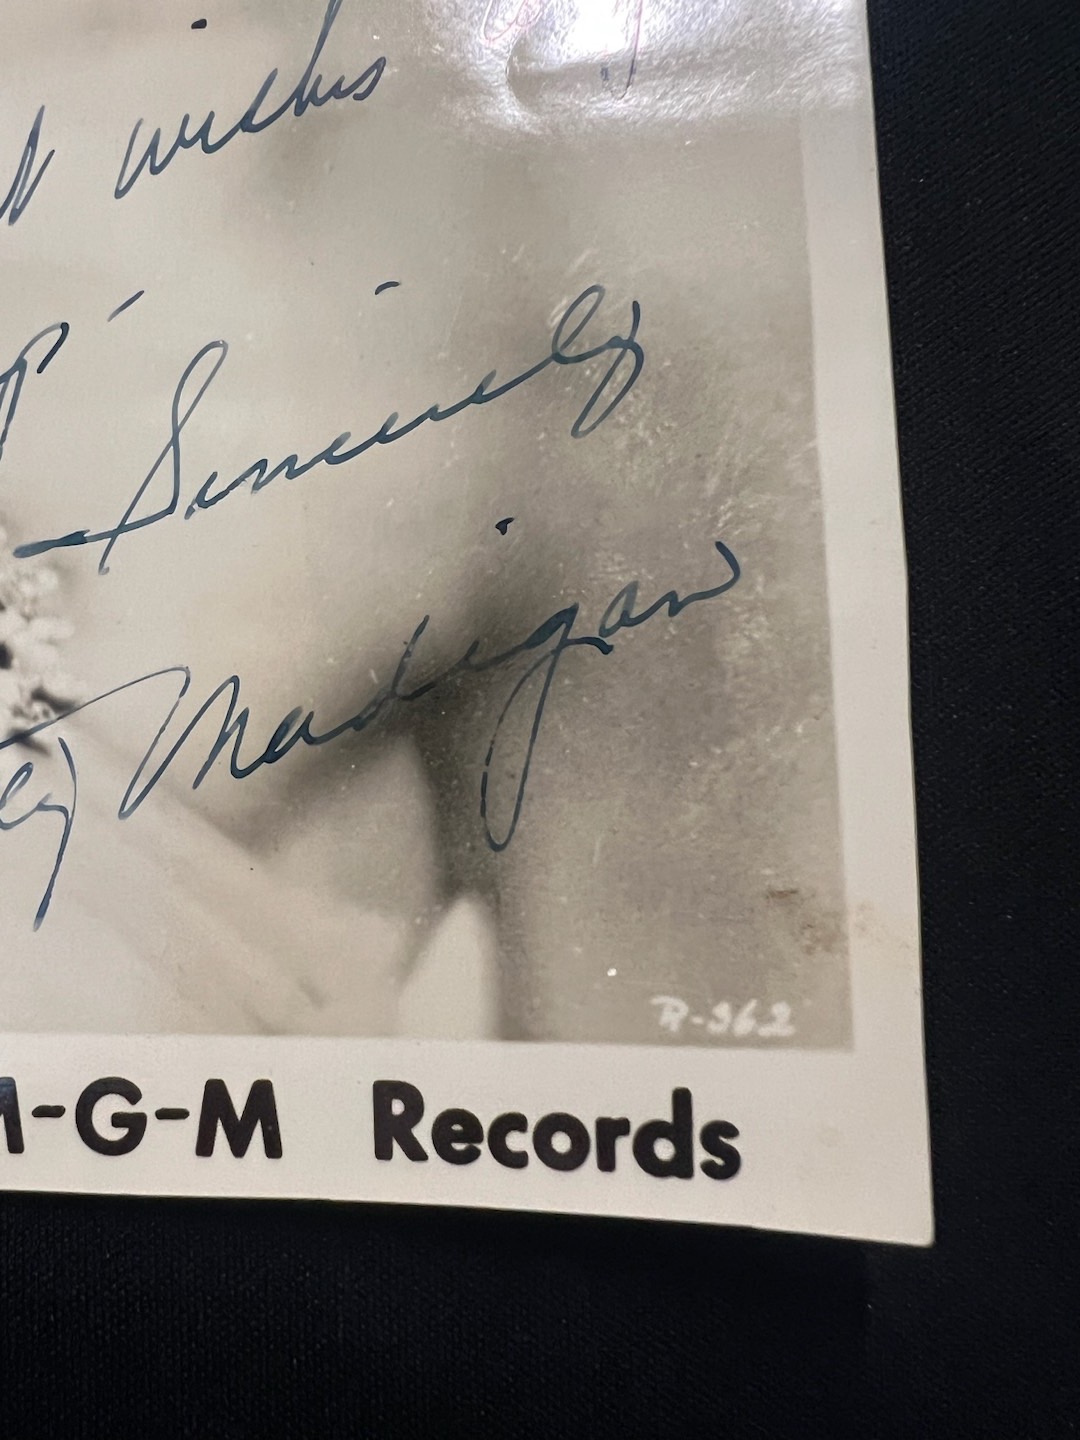 wishes
Sincerely
Madigan
R-362
M-G-M Records